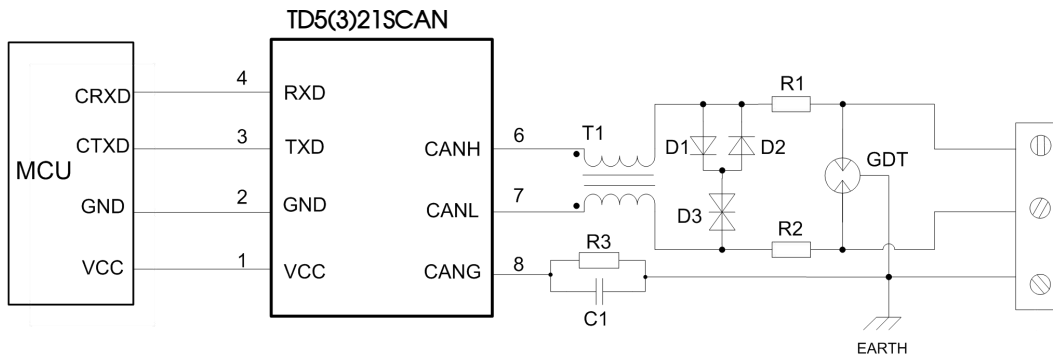 TD5(3)21SCAN
MCU
CRXD
CTXD
GND
VCC
4
3
2
1
RXD
TXD
GND
VCC
CANH
CANL
CANG
6
7
8
T1
D1
D2
D3
R1
R2
GDT
R3
C1
EARTH